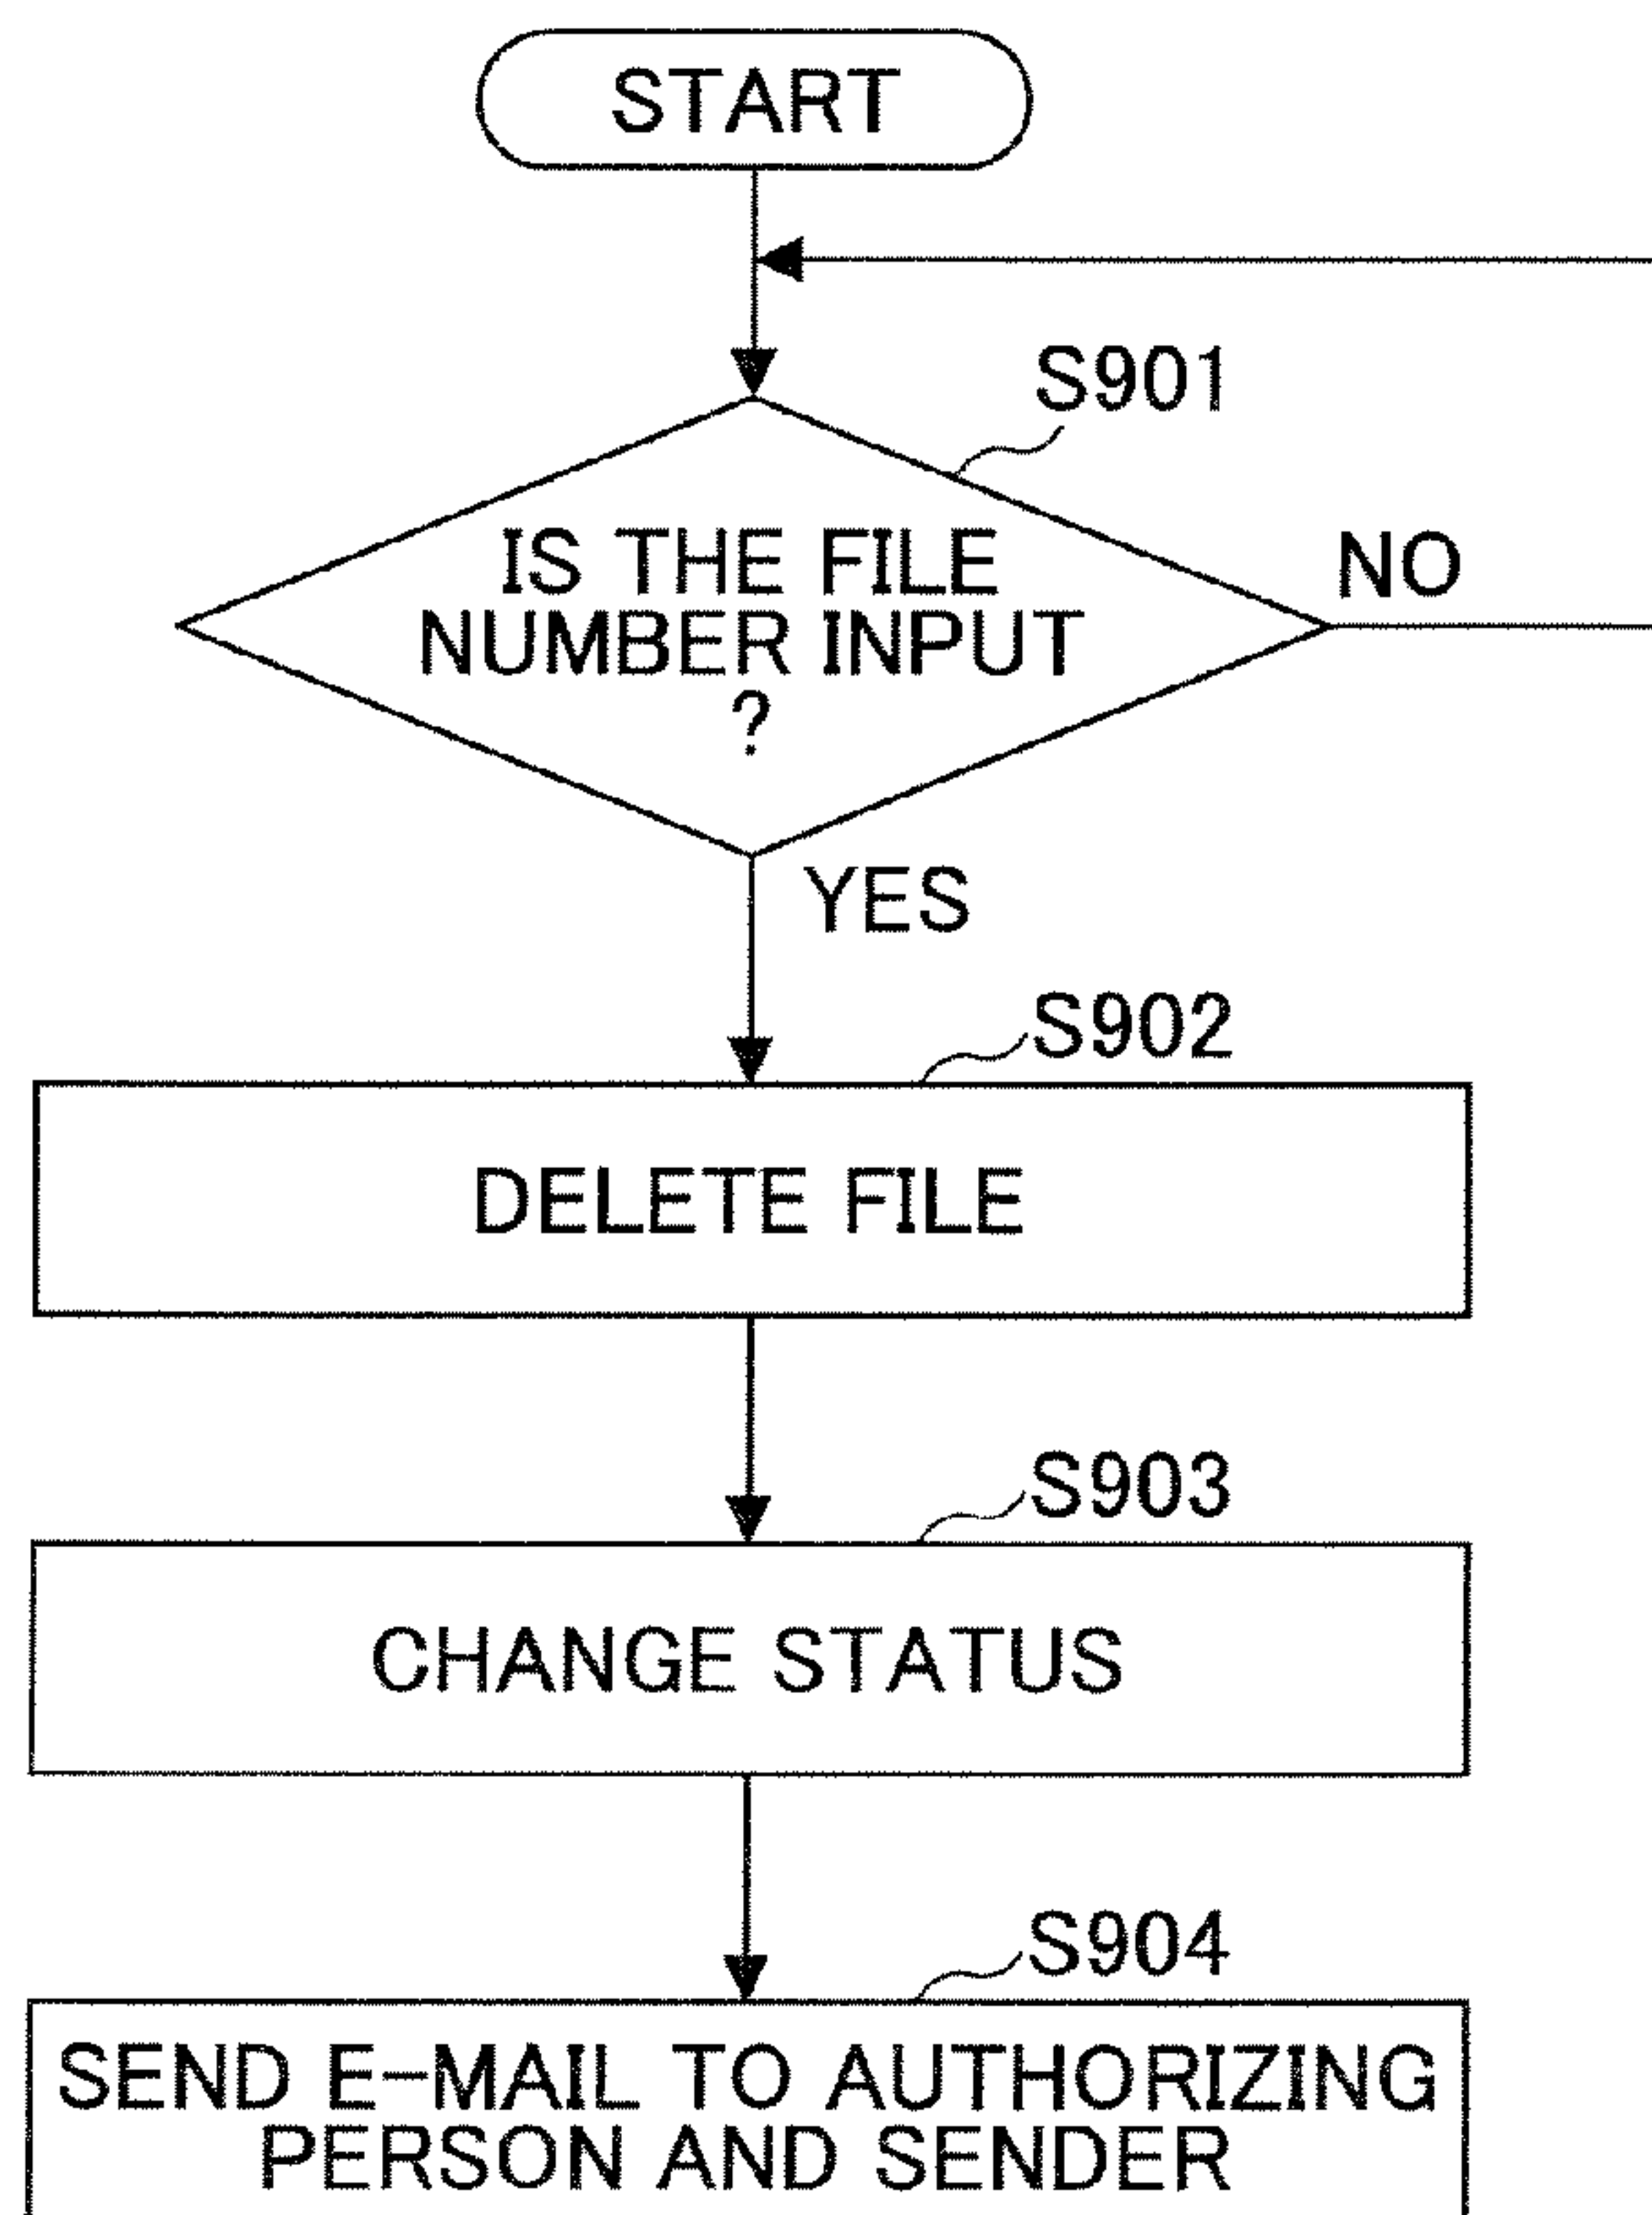 START
S901
IS THE FILE
NUMBER INPUT
?
NO
YES
S902
DELETE FILE
S903
CHANGE STATUS
S904
SEND E-MAIL TO AUTHORIZING
PERSON AND SENDER